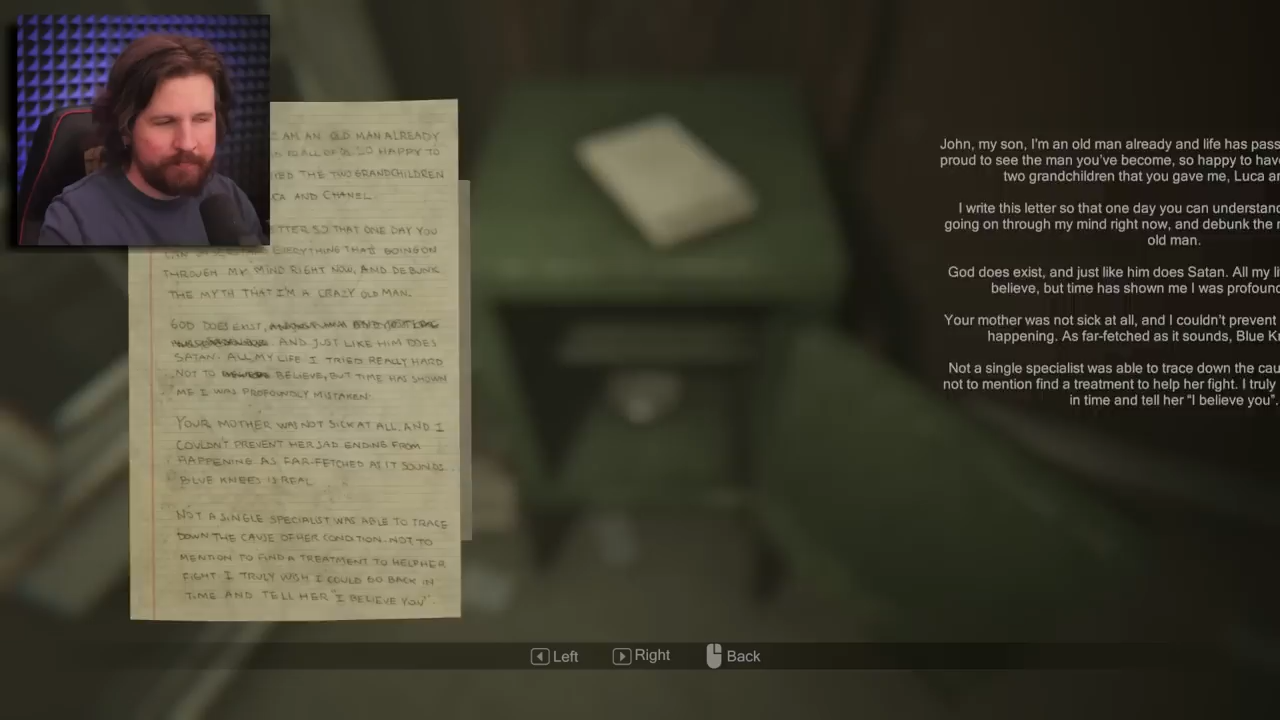 I AM AN OLD MAN ALREADY
ALL OF IT. SO HAPPY TO
THE TWO GRANDCHILDREN
AND CHANEL.
LETTER SO THAT ONE DAY YOU
CAN EVERYTHING THATS GOING ON
THROUGH MY MIND RIGHT NOW, AND DEBUNK
THE MYTH THAT I'M A CRAZY OLD MAN.
GOD DOES EXIST,
AND JUST LIKE HIM DOES
SATAN. ALL MY LIFE I TRIED REALLY HARD
NOT TO BELIEVE, BUT TIME HAS SHOWN
ME I WAS PROFOUNDLY MISTAKEN.
YOUR MOTHER WAS NOT SICK AT ALL, AND I
COULDN'T PREVENT HER SAD ENDING FROM
HAPPENING. AS FAR-FETCHED AS IT SOUNDS
BLUE KNEES IS REAL
NOT A SINGLE SPECIALIST WAS ABLE TO TRACE
DOWN THE CAUSE OF HER CONDITION. NOT TO
MENTION TO FIND A TREATMENT TO HELP HER
FIGHT. I TRULY WISH I COULD GO BACK IN
TIME AND TELL HER "I BELIEVE YOU".
John, my son, I'm an old man already and life has pass
proud to see the man you've become, so happy to have
two grandchildren that you gave me, Luca an
I write this letter so that one day you can understand
going on through my mind right now, and debunk the m
old man.
God does exist, and just like him does Satan. All my li
believe, but time has shown me I was profound
Your mother was not sick at all, and I couldn't prevent
happening. As far-fetched as it sounds, Blue Kn
Not a single specialist was able to trace down the cau
not to mention find a treatment to help her fight. I truly
in time and tell her "I believe you".
Left Right Back